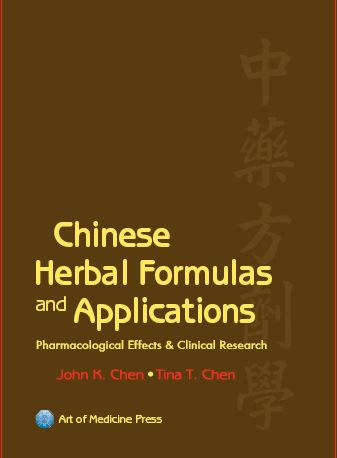 中藥方劑學
Chinese
Herbal Formulas
and Applications
Pharmacological Effects & Clinical Research
John K. Chen • Tina T. Chen
Art of Medicine Press